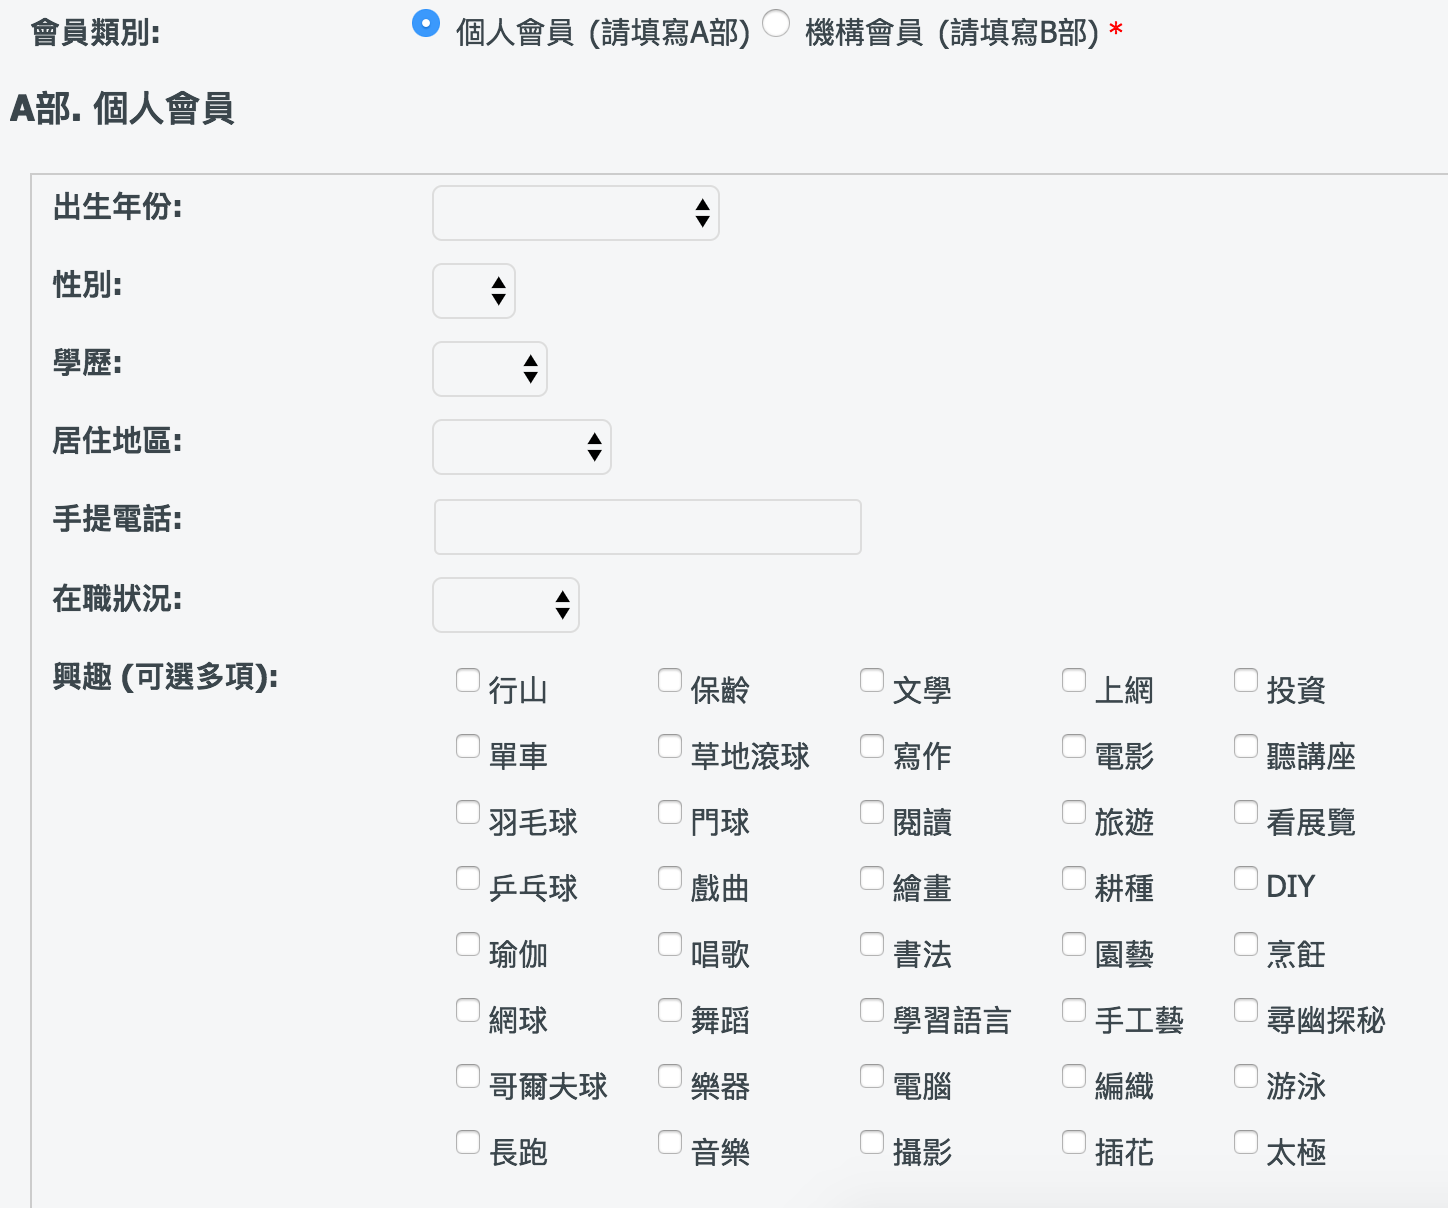 會員類別: 個人會員 (請填寫A部) 機構會員 (請填寫B部) *
A部. 個人會員
出生年份:
性別:
學歷:
居住地區:
手提電話:
在職狀況:
興趣 (可選多項): 行山 保齡 文學 上網 投資
單車 草地滾球 寫作 電影 聽講座
羽毛球 門球 閱讀 旅遊 看展覽
乒乓球 戲曲 繪畫 耕種 DIY
瑜伽 唱歌 書法 園藝 烹飪
網球 舞蹈 學習語言 手工藝 尋幽探秘
哥爾夫球 樂器 電腦 編織 游泳
長跑 音樂 攝影 插花 太極